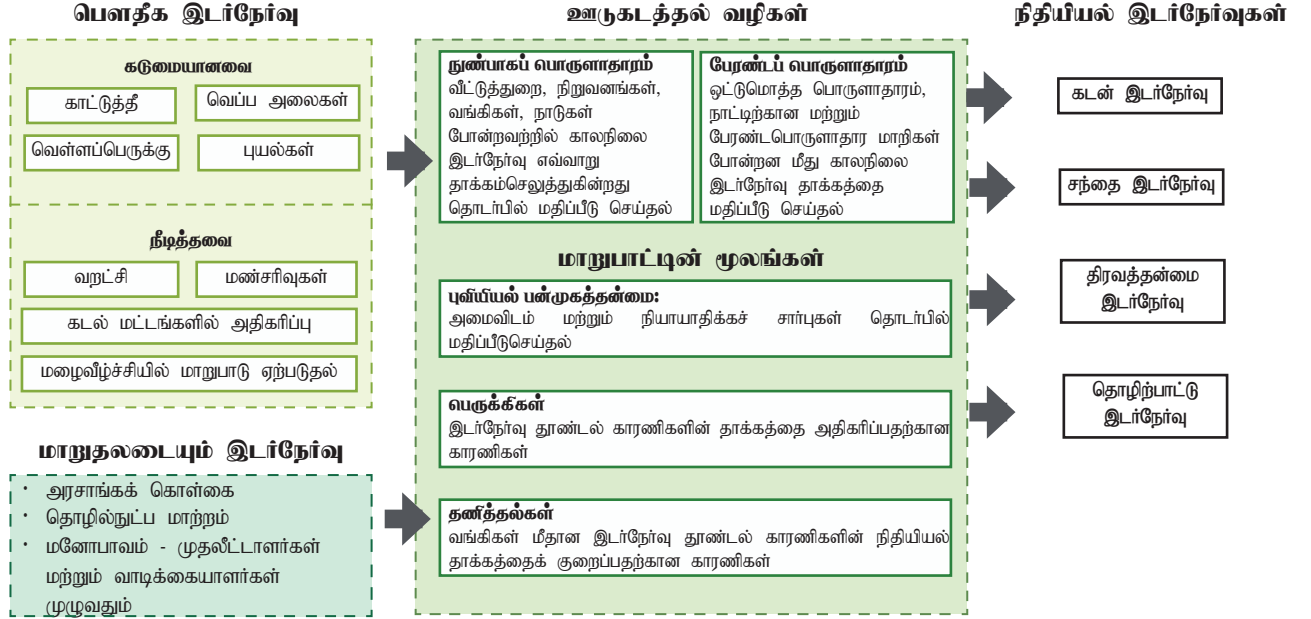 பௌதீக இடர்நேர்வு
கடுமையானவை
காட்டுத்தீ
வெப்ப அலைகள்
வெள்ளப்பெருக்கு
புயல்கள்
நீடித்தவை
வறட்சி
மண்சரிவுகள்
கடல் மட்டங்களில் அதிகரிப்பு
மழைவீழ்ச்சியில் மாறுபாடு ஏற்படுதல்
மாறுதலடையும் இடர்நேர்வு
· அரசாங்கக் கொள்கை
· தொழில்நுட்ப மாற்றம்
· மனோபாவம் - முதலீட்டாளர்கள்
மற்றும் வாடிக்கையாளர்கள்
முழுவதும்
ஊடுகடத்தல் வழிகள்
நுண்பாகப் பொருளாதாரம்
வீட்டுத்துறை, நிறுவனங்கள்,
வங்கிகள், நாடுகள்
போன்றவற்றில் காலநிலை
இடர்நேர்வு எவ்வாறு
தாக்கம்செலுத்துகின்றது
தொடர்பில் மதிப்பீடு செய்தல்
பேரண்டப் பொருளாதாரம்
ஒட்டுமொத்த பொருளாதாரம்,
நாட்டிற்கான மற்றும்
பேரண்டபொருளாதார மாறிகள்
போன்றன மீது காலநிலை
இடர்நேர்வு தாக்கத்தை
மதிப்பீடு செய்தல்
மாறுபாட்டின் மூலங்கள்
புவியியல் பன்முகத்தன்மை:
அமைவிடம் மற்றும் நியாயாதிக்கச் சார்புகள் தொடர்பில்
மதிப்பீடுசெய்தல்
பெருக்கிகள்
இடர்நேர்வு தூண்டல் காரணிகளின் தாக்கத்தை அதிகரிப்பதற்கான
காரணிகள்
தணித்தல்கள்
வங்கிகள் மீதான இடர்நேர்வு தூண்டல் காரணிகளின் நிதியியல்
தாக்கத்தைக் குறைப்பதற்கான காரணிகள்
நிதியியல் இடர்நேர்வுகள்
கடன் இடர்நேர்வு
சந்தை இடர்நேர்வு
திரவத்தன்மை
இடர்நேர்வு
தொழிற்பாட்டு
இடர்நேர்வு